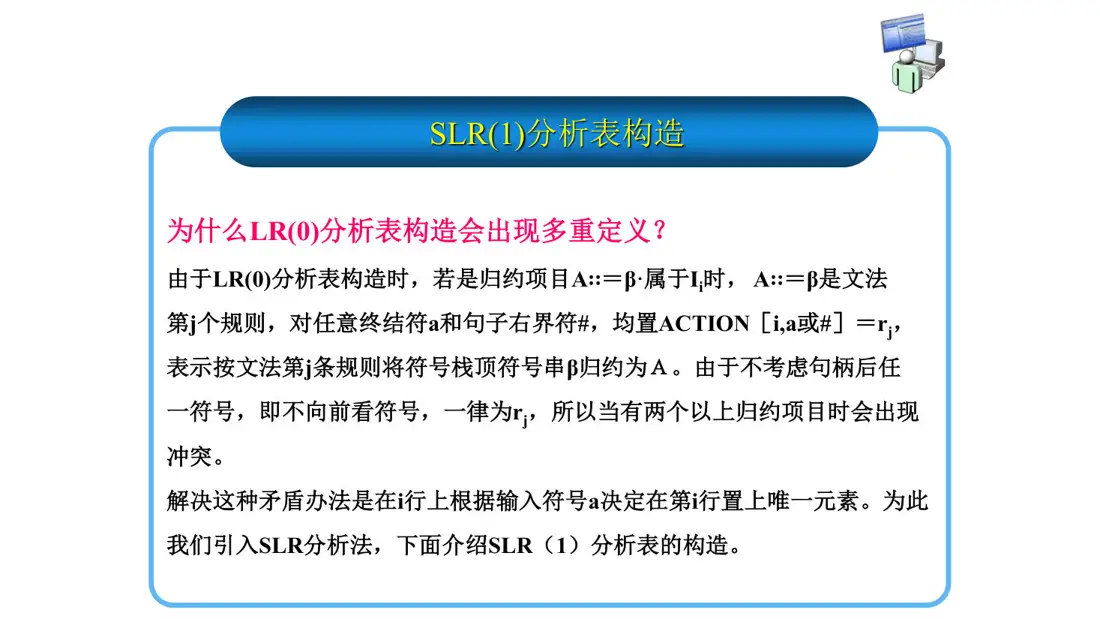 SLR(1)分析表构造
为什么LR(0)分析表构造会出现多重定义？
由于LR(0)分析表构造时，若是归约项目A∷＝β·属于Ii时， A∷＝β是文法
第j个规则，对任意终结符a和句子右界符#，均置ACTION［i,a或#］＝rj，
表示按文法第j条规则将符号栈顶符号串β归约为Ａ。由于不考虑句柄后任
一符号，即不向前看符号，一律为rj，所以当有两个以上归约项目时会出现
冲突。
解决这种矛盾办法是在i行上根据输入符号a决定在第i行置上唯一元素。为此
我们引入SLR分析法，下面介绍SLR（1）分析表的构造。